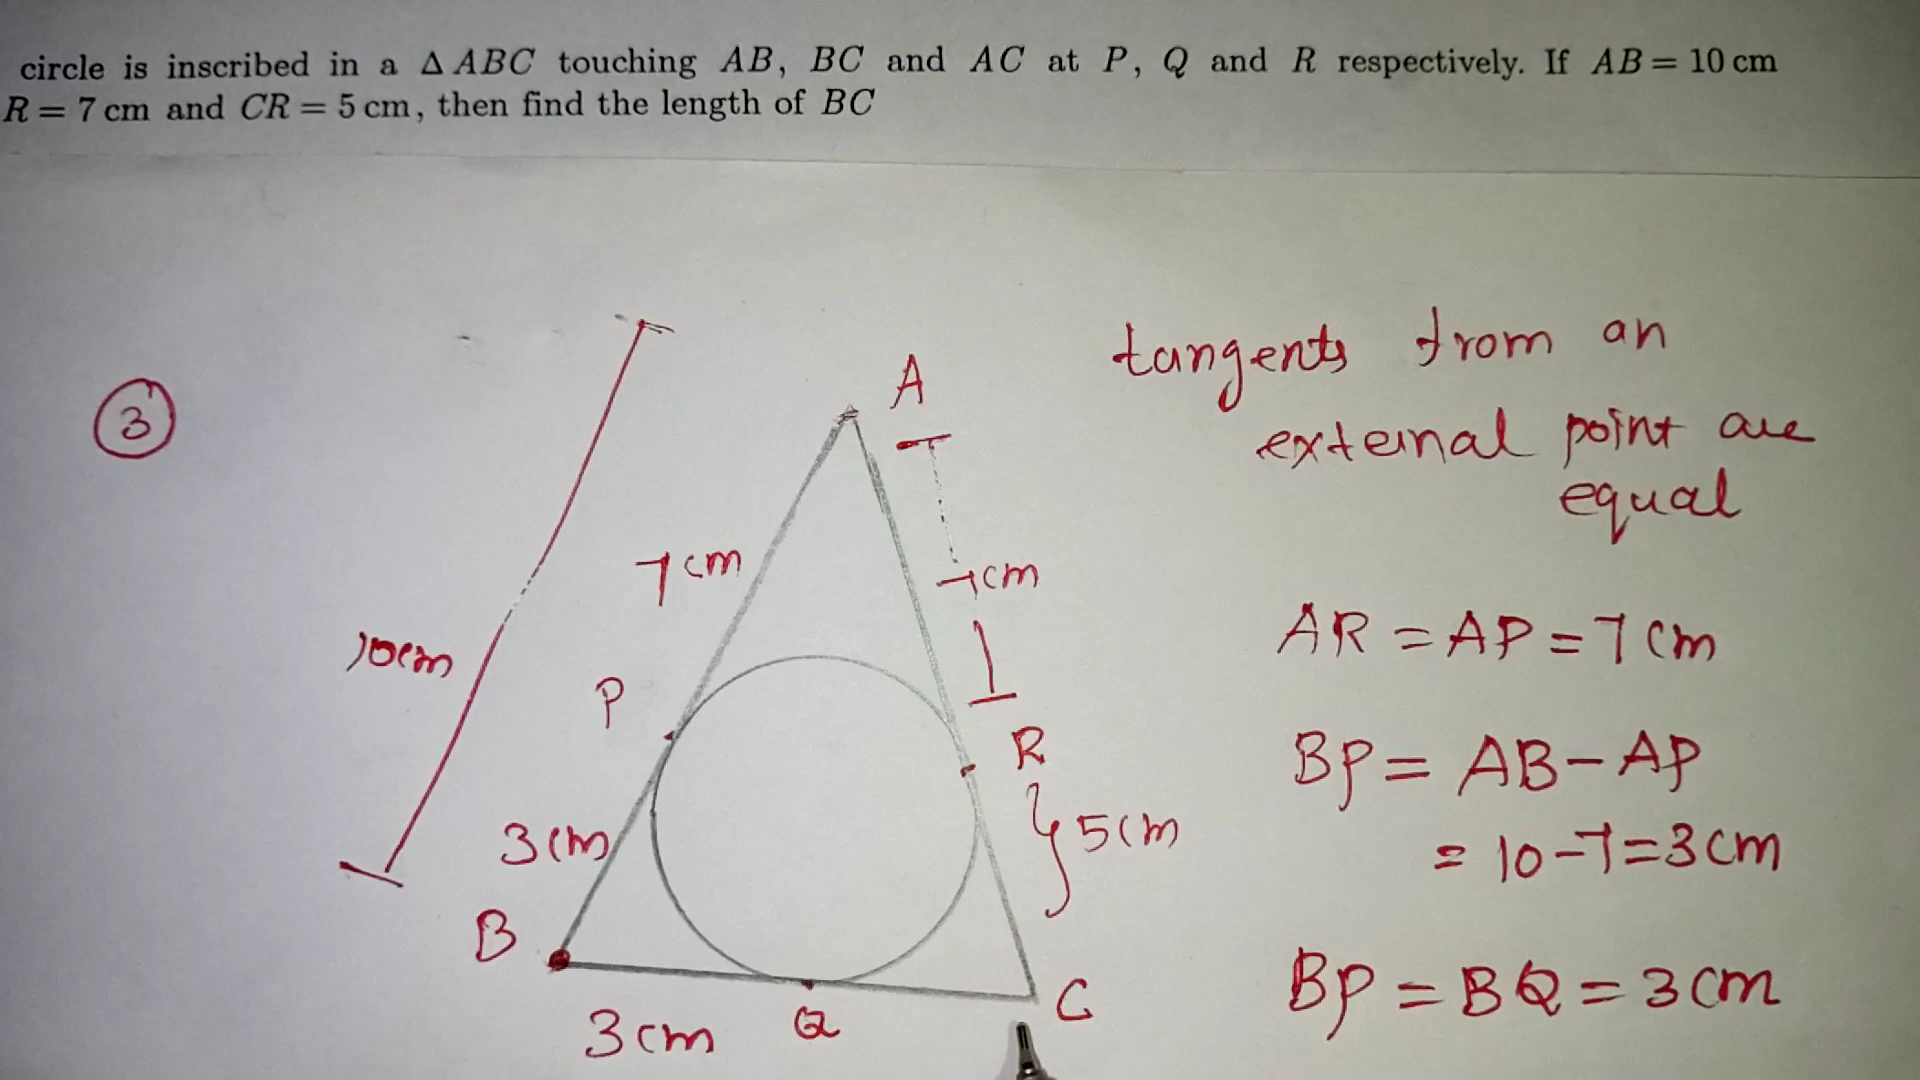 circle is inscribed in a Δ ABC touching AB, BC and AC at P, Q and R respectively. If AB = 10 cm
R = 7 cm and CR = 5 cm, then find the length of BC
tangents from an
external point are
equal
3
A
7cm
7cm
10cm
P
R
5cm
3cm
B
C
3cm
Q
AR = AP = 7cm
BP = AB - AP
= 10 - 7 = 3cm
BP = BQ = 3cm